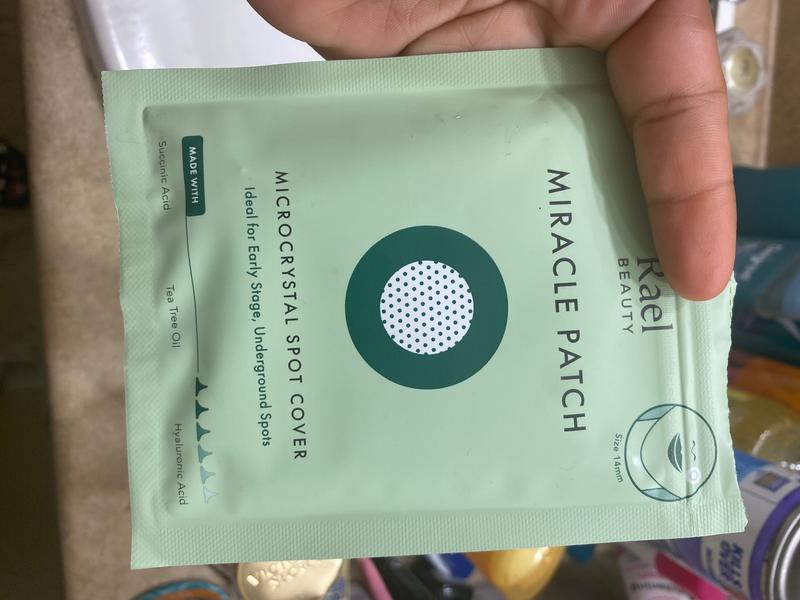 Rael
BEAUTY
Size 14mm
MIRACLE PATCH
MICROCRYSTAL SPOT COVER
Ideal for Early Stage, Underground Spots
MADE WITH
Succinic Acid
Tea Tree Oil
Hyaluronic Acid
KILLS